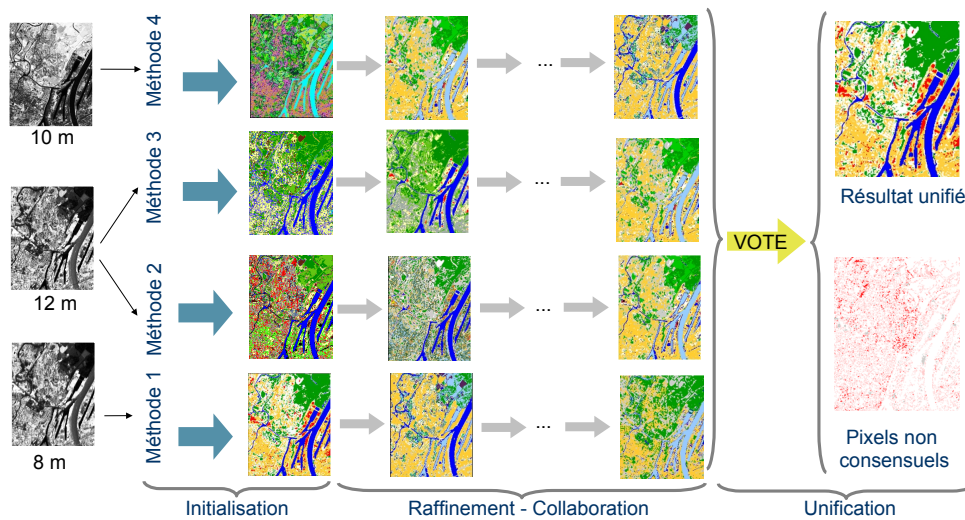 Méthode 4
10 m
...
Méthode 3
...
Résultat unifié
VOTE
12 m
Méthode 2
...
Méthode 1
8 m
...
Pixels non
consensuels
Initialisation
Raffinement - Collaboration
Unification